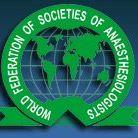 WORLD FEDERATION OF SOCIETIES OF ANAESTHESIOLOGISTS